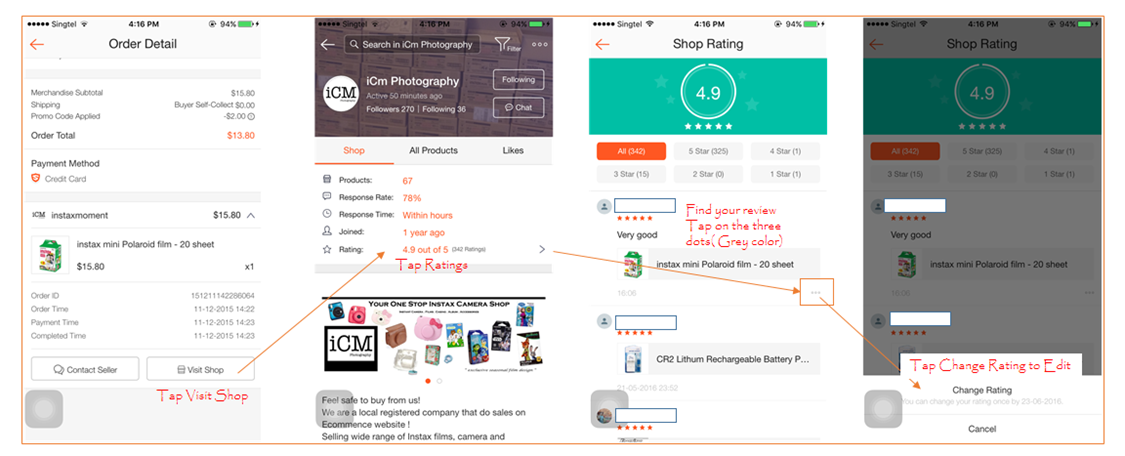 Singtel 4:16 PM 94%
Order Detail
Merchandise Subtotal $15.80
Shipping Buyer Self-Collect $0.00
Promo Code Applied -$2.00
Order Total $13.80
Payment Method
Credit Card
iCM instaxmoment $15.80
instax mini Polaroid film - 20 sheet
$15.80 x1
Order ID 151211142286064
Order Time 11-12-2015 14:22
Payment Time 11-12-2015 14:23
Completed Time 11-12-2015 14:23
Contact Seller Visit Shop
Tap Visit Shop
Singtel 4:16 PM 94%
Search in iCm Photography Filter
iCM Photography
iCm Photography Following
Active 50 minutes ago
Followers 270 | Following 36 Chat
Shop All Products Likes
Products: 67
Response Rate: 78%
Response Time: Within hours
Joined: 1 year ago
Rating: 4.9 out of 5 (342 Ratings)
Tap Ratings
YOUR ONE STOP INSTAX CAMERA SHOP
iCM
Photography
Feel safe to buy from us!
We are a local registered company that do sales on
Ecommence website !
Selling wide range of Instax films, camera and
Singtel 4:16 PM 94%
Shop Rating
4.9
All (342) 5 Star (325) 4 Star (1)
3 Star (15) 2 Star (0) 1 Star (1)
Find your review
Tap on the three
dots( Grey color)
Very good
instax mini Polaroid film - 20 sheet
16:06
CR2 Lithum Rechargeable Battery P...
21-05-2016 23:52
Singtel 4:16 PM 94%
Shop Rating
4.9
All (342) 5 Star (325) 4 Star (1)
3 Star (15) 2 Star (0) 1 Star (1)
Very good
instax mini Polaroid film - 20 sheet
16:06
Tap Change Rating to Edit
Change Rating
You can change your rating once by 23-06-2016.
Cancel